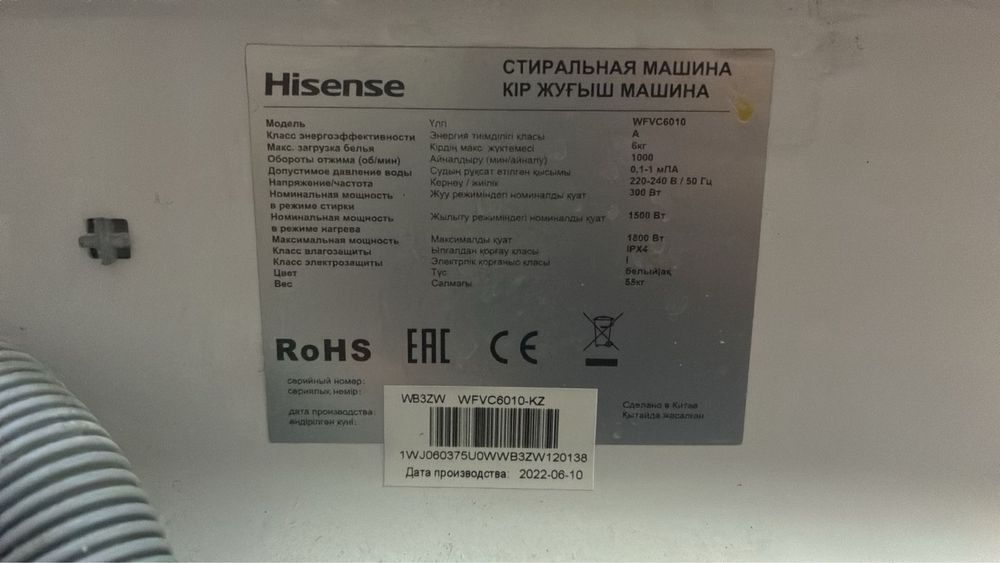 Hisense
СТИРАЛЬНАЯ МАШИНА
КІР ЖУҒЫШ МАШИНА
Модель Үлгі WFVC6010
Класс энергоэффективности Энергия тиімділігі класы A
Макс. загрузка белья Кірдің макс. жүктемесі 6кг
Обороты отжима (об/мин) Айналдыру (мин/айналу) 1000
Допустимое давление воды Судың рұқсат етілген қысымы 0,1-1 мПА
Напряжение/частота Кернеу / жиілік 220-240 В / 50 Гц
Номинальная мощность Жуу режиміндегі номиналды қуат 300 Вт
в режиме стирки
Номинальная мощность Жылыту режиміндегі номиналды қуат 1500 Вт
в режиме нагрева
Максимальная мощность Максималды қуат 1800 Вт
Класс влагозащиты Ылғалдан қорғау класы IPX4
Класс электрозащиты Электрлік қорғаныс класы I
Цвет Түс белый|ақ
Вес Салмағы 55кг
RoHS EAC CE
серийный номер:
сериялық нөмір:
дата производства:
өндірілген күні:
WB3ZW WFVC6010-KZ
1WJ060375U0WWB3ZW120138
Дата производства: 2022-06-10
Сделано в Китае
Қытайда жасалған